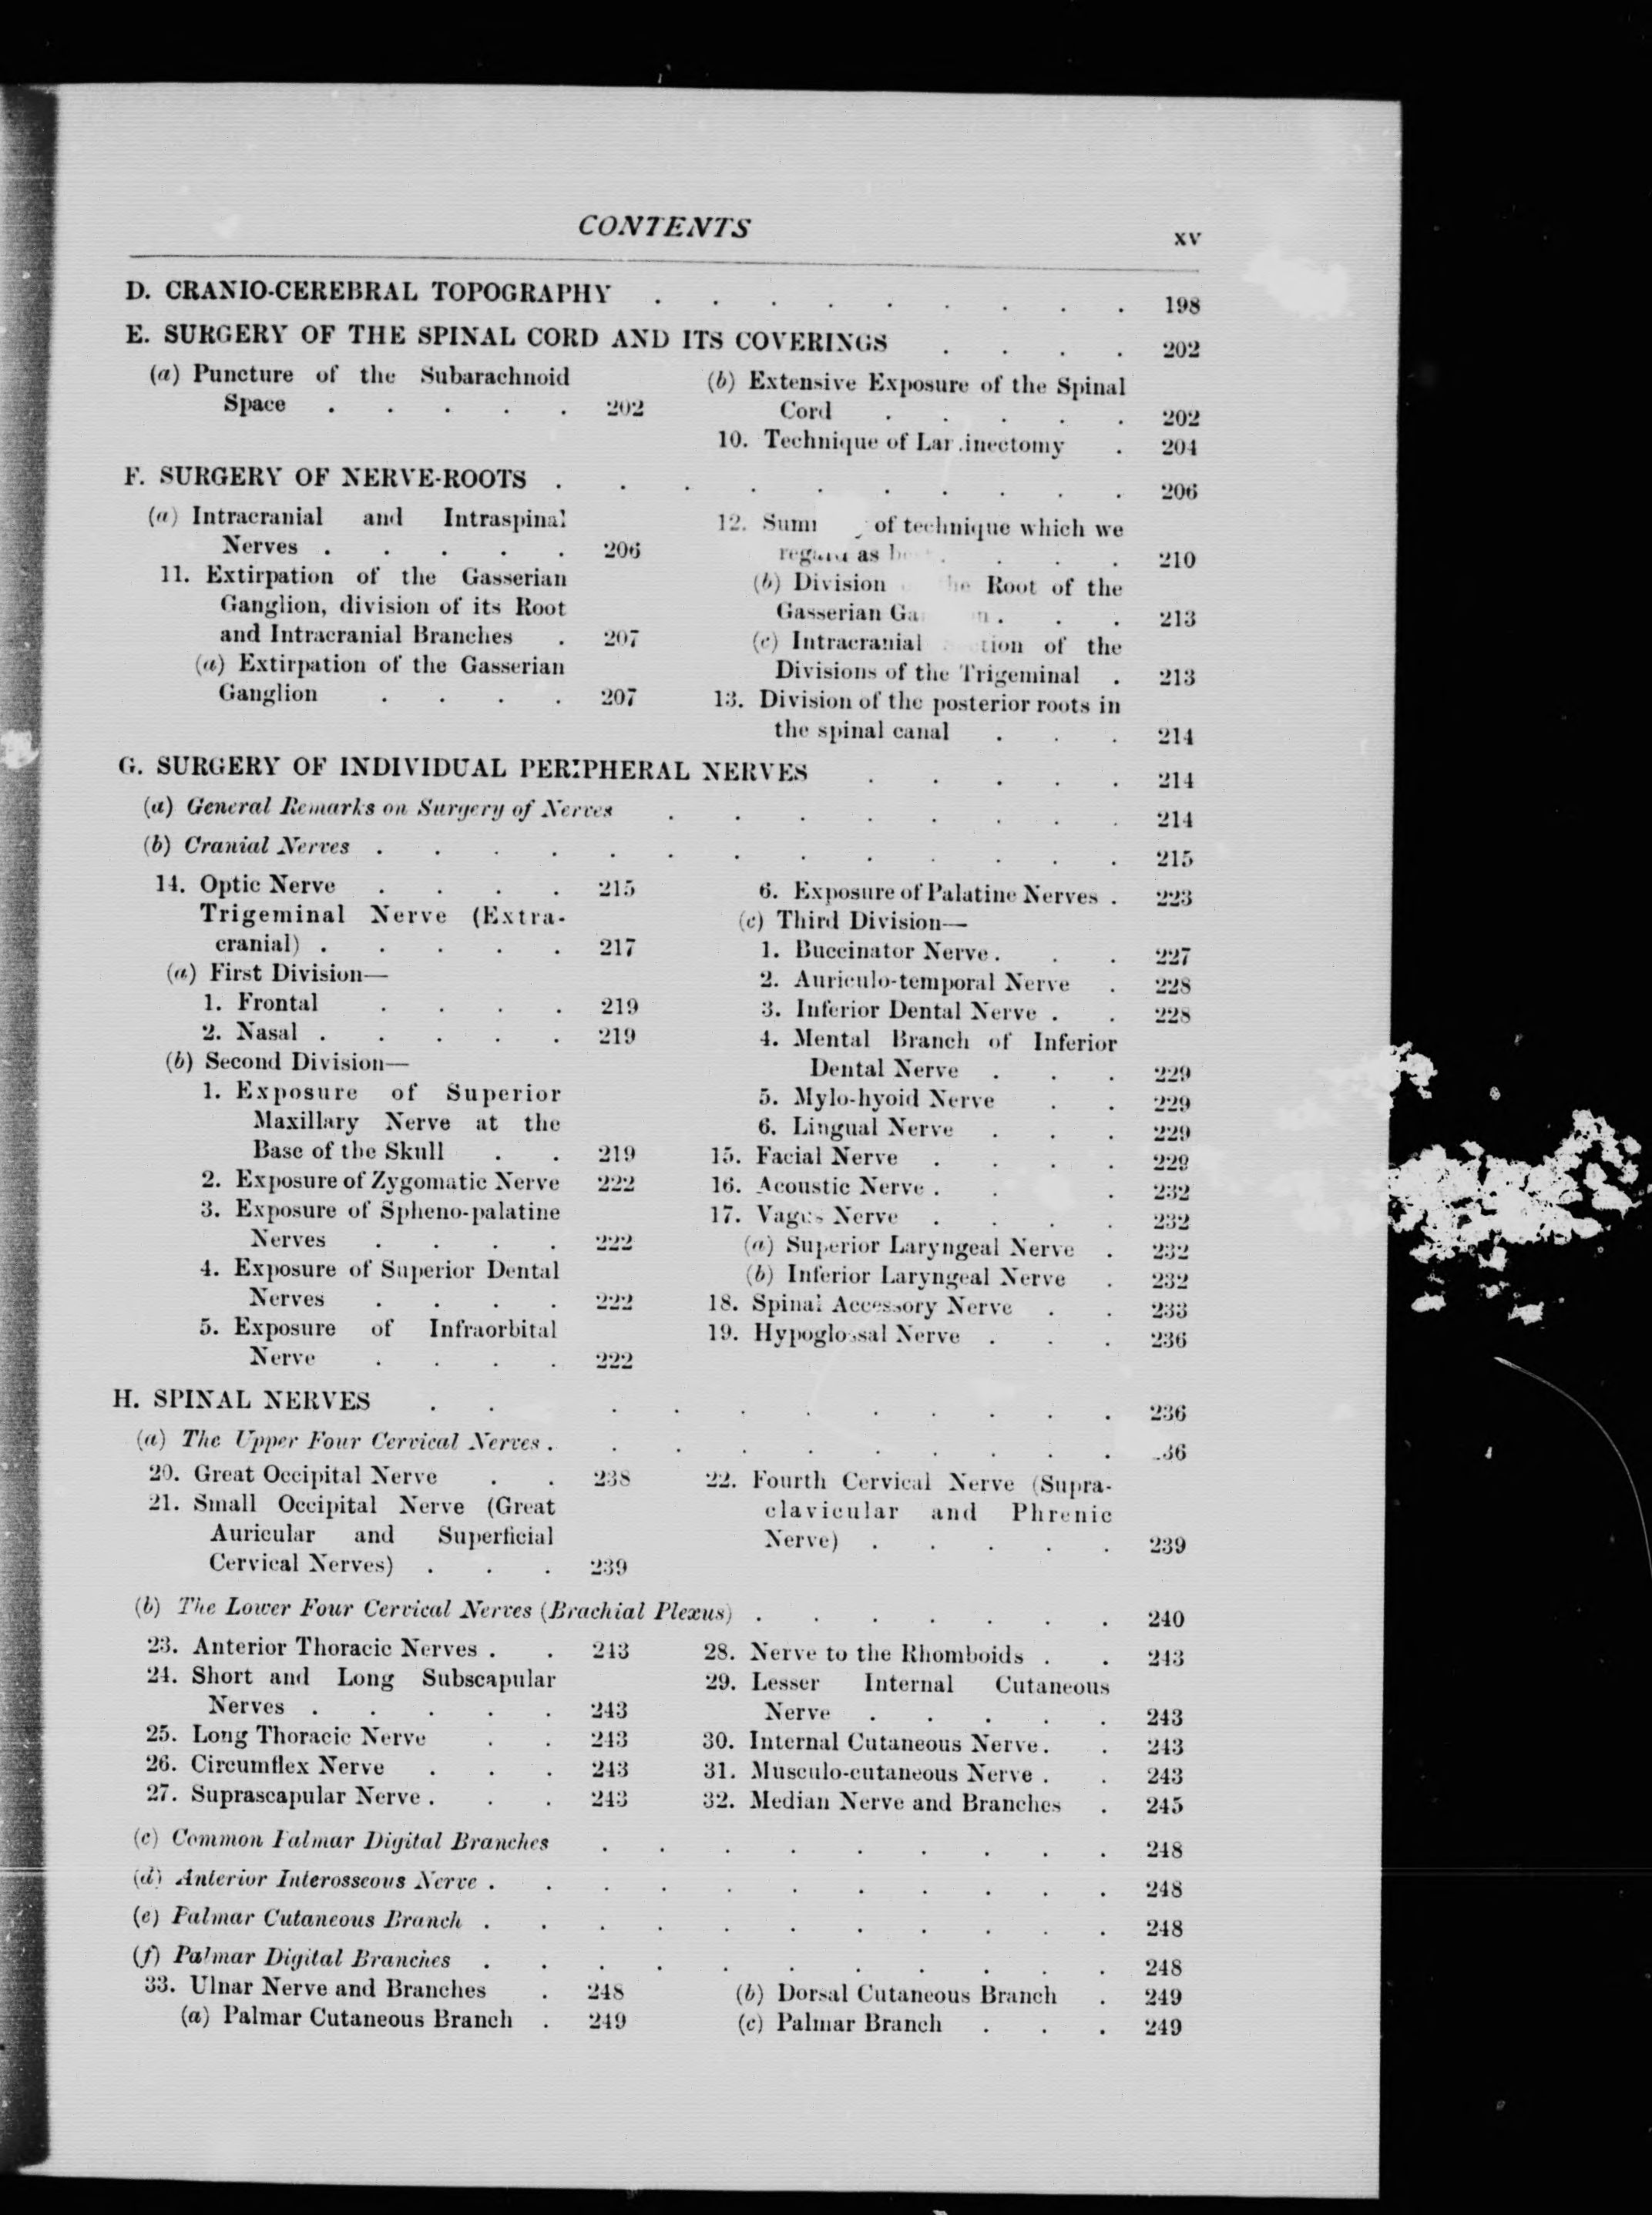 CONTENTS
xv
D. CRANIO-CEREBRAL TOPOGRAPHY . . . . . . . . . 198
E. SURGERY OF THE SPINAL CORD AND ITS COVERINGS . . . . 202
(a) Puncture of the Subarachnoid
Space . . . . . 202
(b) Extensive Exposure of the Spinal
Cord . . . . . 202
10. Technique of Lar.inectomy . 204
F. SURGERY OF NERVE-ROOTS . . . . . . . . . . 206
(a) Intracranial and Intraspinal
Nerves . . . . . 206
11. Extirpation of the Gasserian
Ganglion, division of its Root
and Intracranial Branches . 207
(a) Extirpation of the Gasserian
Ganglion . . . . 207
12. of technique which we
as . . . . 210
(b) Division Root of the
Gasserian . . . 213
(c) Intracranial of the
Divisions of the Trigeminal . 213
13. Division of the posterior roots in
the spinal canal . . . 214
G. SURGERY OF INDIVIDUAL PERIPHERAL NERVES . . . . . 214
(a) General Remarks on Surgery of Nerves . . . . . . . . 214
(b) Cranial Nerves . . . . . . . . . . . . 215
14. Optic Nerve . . . . 215
Trigeminal Nerve (Extra-
cranial) . . . . . 217
(a) First Division—
1. Frontal . . . . 219
2. Nasal . . . . . 219
(b) Second Division—
1. Exposure of Superior
Maxillary Nerve at the
Base of the Skull . . 219
2. Exposure of Zygomatic Nerve 222
3. Exposure of Spheno-palatine
Nerves . . . . 222
4. Exposure of Superior Dental
Nerves . . . . 222
5. Exposure of Infraorbital
Nerve . . . . 222
6. Exposure of Palatine Nerves . 223
(c) Third Division—
1. Buccinator Nerve . . . 227
2. Auriculo-temporal Nerve . 228
3. Inferior Dental Nerve . . 228
4. Mental Branch of Inferior
Dental Nerve . . . 229
5. Mylo-hyoid Nerve . . 229
6. Lingual Nerve . . . 229
15. Facial Nerve . . . . 229
16. Acoustic Nerve . . . 232
17. Vagus Nerve . . . . 232
(a) Superior Laryngeal Nerve . 232
(b) Inferior Laryngeal Nerve . 232
18. Spinal Accessory Nerve . . 233
19. Hypoglossal Nerve . . . 236
H. SPINAL NERVES . . . . . . . . . . . 236
(a) The Upper Four Cervical Nerves . . . . . . . . . . .36
20. Great Occipital Nerve . . 238
21. Small Occipital Nerve (Great
Auricular and Superficial
Cervical Nerves) . . . 239
22. Fourth Cervical Nerve (Supra-
clavicular and Phrenic
Nerve) . . . . . 239
(b) The Lower Four Cervical Nerves (Brachial Plexus) . . . . . . . 240
23. Anterior Thoracic Nerves . . 243
24. Short and Long Subscapular
Nerves . . . . . 243
25. Long Thoracic Nerve . . 243
26. Circumflex Nerve . . . 243
27. Suprascapular Nerve . . . 243
28. Nerve to the Rhomboids . . 243
29. Lesser Internal Cutaneous
Nerve . . . . . 243
30. Internal Cutaneous Nerve . . 243
31. Musculo-cutaneous Nerve . . 243
32. Median Nerve and Branches . 245
(c) Common Palmar Digital Branches . . . . . . . . . 248
(d) Anterior Interosseous Nerve . . . . . . . . . . . 248
(e) Palmar Cutaneous Branch . . . . . . . . . . . 248
(f) Palmar Digital Branches . . . . . . . . . . . 248
33. Ulnar Nerve and Branches . 248
(a) Palmar Cutaneous Branch . 249
(b) Dorsal Cutaneous Branch . 249
(c) Palmar Branch . . . 249